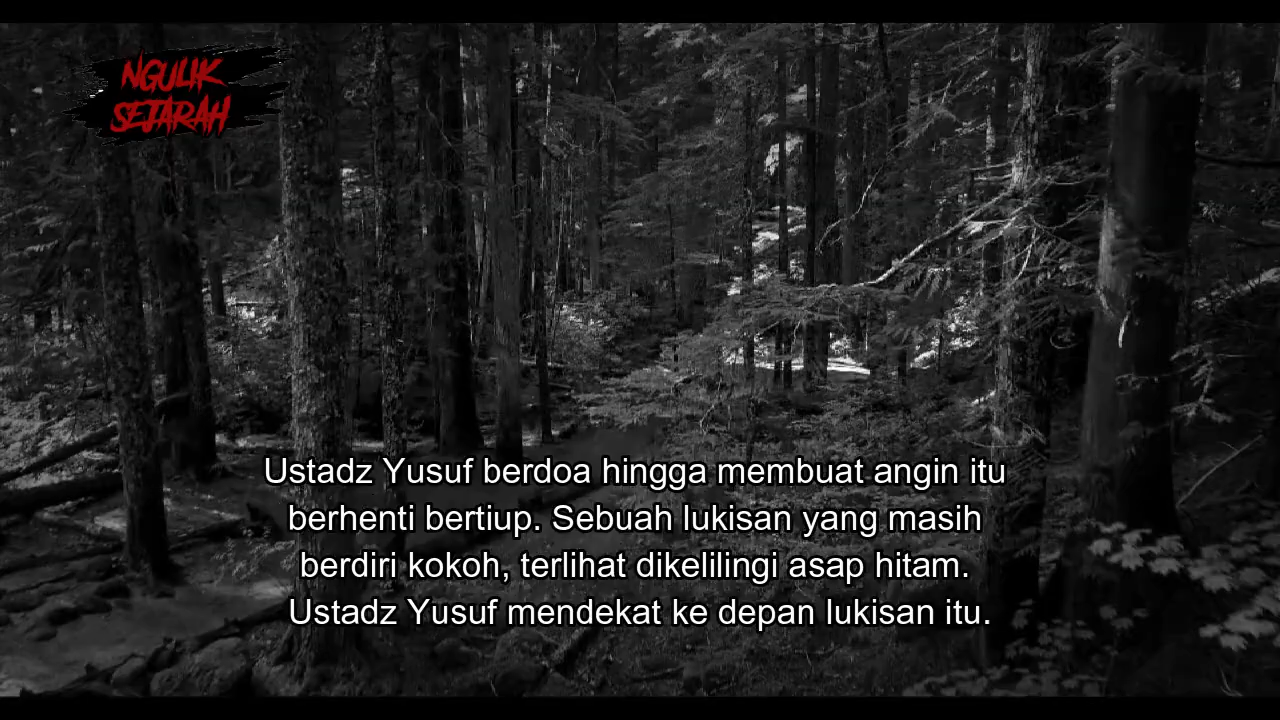 NGULIK
SEJARAH
Ustadz Yusuf berdoa hingga membuat angin itu
berhenti bertiup. Sebuah lukisan yang masih
berdiri kokoh, terlihat dikelilingi asap hitam.
Ustadz Yusuf mendekat ke depan lukisan itu.